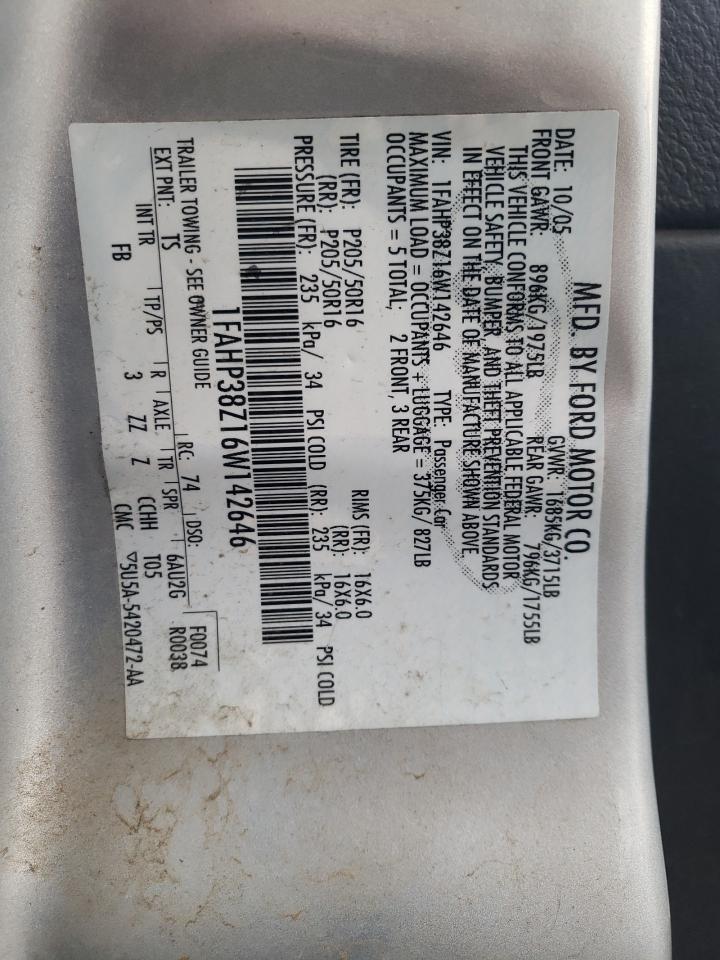 MFD. BY FORD MOTOR CO.
DATE: 10/05 GVWR: 1685KG/3715LB
FRONT GAWR: 896KG/1975LB REAR GAWR: 796KG/1755LB
THIS VEHICLE CONFORMS TO ALL APPLICABLE FEDERAL MOTOR
VEHICLE SAFETY, BUMPER, AND THEFT PREVENTION STANDARDS
IN EFFECT ON THE DATE OF MANUFACTURE SHOWN ABOVE.
VIN: 1FAHP38Z16W142646 TYPE: Passenger Car
MAXIMUM LOAD = OCCUPANTS + LUGGAGE = 375KG/827LB
OCCUPANTS = 5 TOTAL, 2 FRONT, 3 REAR
TIRE (FR): P205/50R16 RIMS (FR): 16X6.0
(RR): P205/50R16 (RR): 16X6.0
PRESSURE (FR): 235 kPa/ 34 PSI COLD (RR): 235 kPa/34 PSI COLD
1FAHP38Z16W142646
TRAILER TOWING - SEE OWNER GUIDE
F0074
EXT PNT: TS RC: 74 DSO: R0038
INT TR TP/PS R AXLE TR SPR 6AU2G
FB 3 ZZ Z CCHH T05
CMC ▽5U5A-5420472-AA